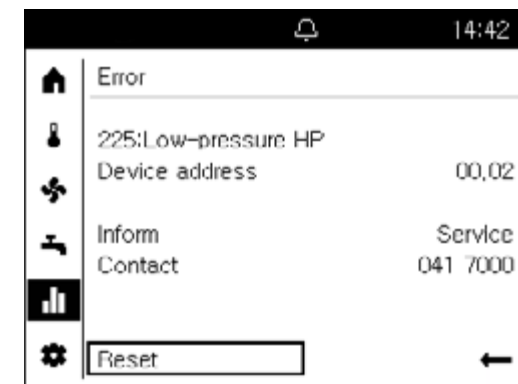 14:42
Error
225:Low-pressure HP
Device address 00,02
Inform Service
Contact 041 7000
Reset